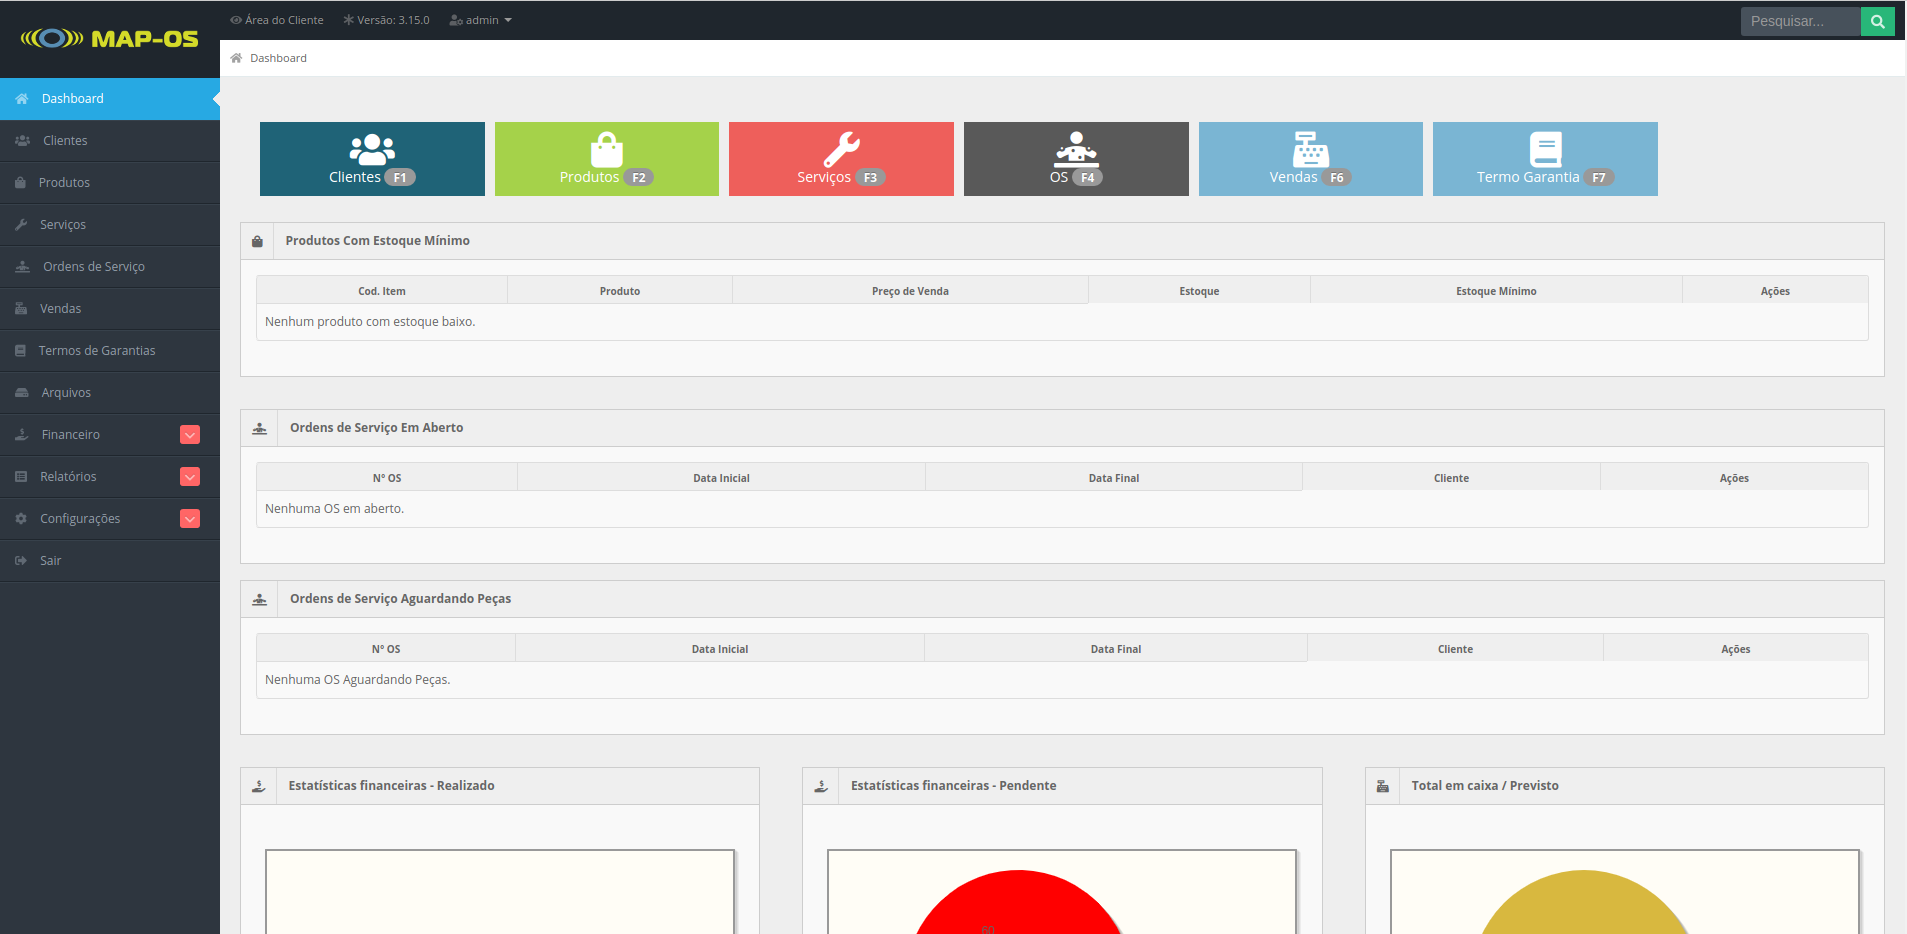 MAP-OS
Área do Cliente Versão: 3.15.0 admin
Pesquisar...
Dashboard
Dashboard
Clientes
Produtos
Serviços
Ordens de Serviço
Vendas
Termos de Garantias
Arquivos
Financeiro
Relatórios
Configurações
Sair
Clientes F1
Produtos F2
Serviços F3
OS F4
Vendas F6
Termo Garantia F7
Produtos Com Estoque Mínimo
Cod. Item Produto Preço de Venda Estoque Estoque Mínimo Ações
Nenhum produto com estoque baixo.
Ordens de Serviço Em Aberto
N° OS Data Inicial Data Final Cliente Ações
Nenhuma OS em aberto.
Ordens de Serviço Aguardando Peças
N° OS Data Inicial Data Final Cliente Ações
Nenhuma OS Aguardando Peças.
Estatísticas financeiras - Realizado
Estatísticas financeiras - Pendente
Total em caixa / Previsto